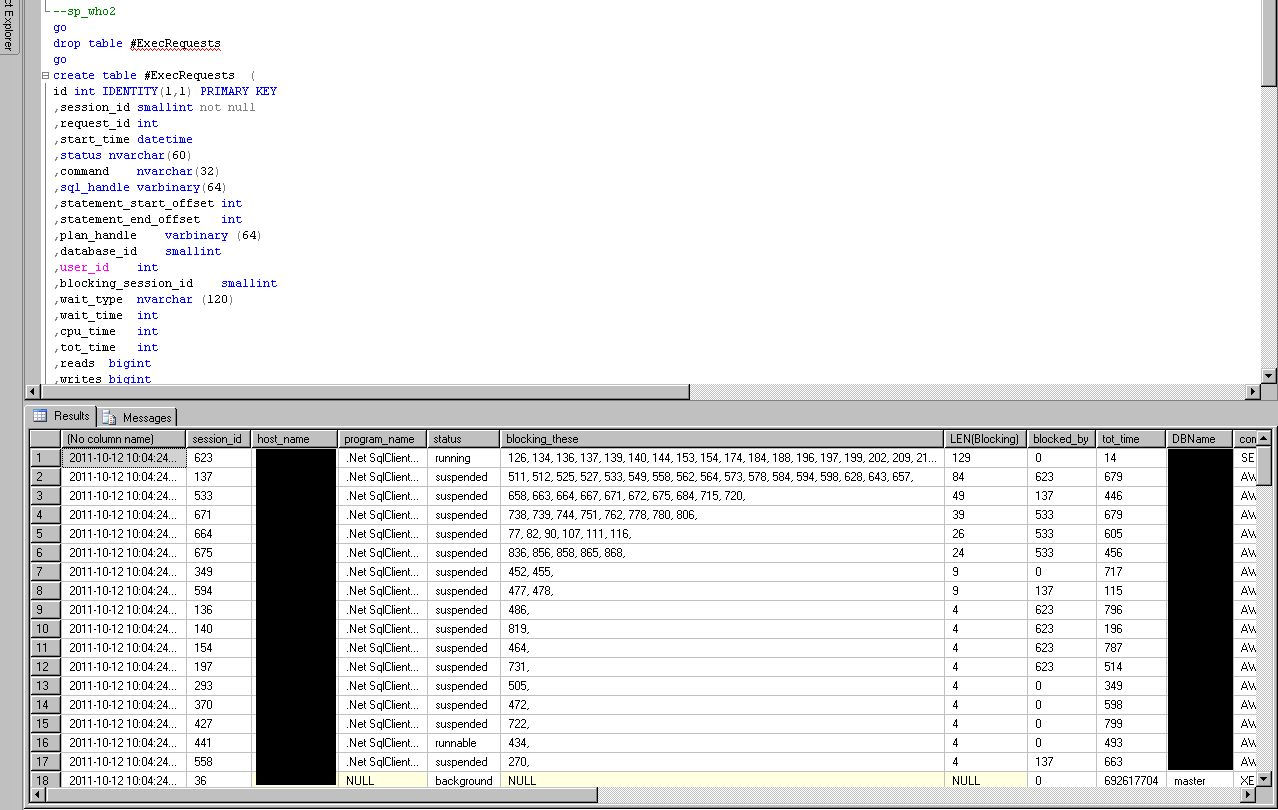 ct Explorer
--sp_who2
go
drop table #ExecRequests
go
create table #ExecRequests (
id int IDENTITY(1,1) PRIMARY KEY
,session_id smallint not null
,request_id int
,start_time datetime
,status nvarchar(60)
,command nvarchar(32)
,sql_handle varbinary(64)
,statement_start_offset int
,statement_end_offset int
,plan_handle varbinary (64)
,database_id smallint
,user_id int
,blocking_session_id smallint
,wait_type nvarchar (120)
,wait_time int
,cpu_time int
,tot_time int
,reads bigint
,writes bigint
Results Messages
(No column name) session_id host_name program_name status blocking_these LEN(Blocking) blocked_by tot_time DBName con
1 2011-10-12 10:04:24... 623 .Net SqlClient... running 126, 134, 136, 137, 139, 140, 144, 153, 154, 174, 184, 188, 196, 197, 199, 202, 209, 21... 129 0 14 SE
2 2011-10-12 10:04:24... 137 .Net SqlClient... suspended 511, 512, 525, 527, 533, 549, 558, 562, 564, 573, 578, 584, 594, 598, 628, 643, 657, 84 623 679 AW
3 2011-10-12 10:04:24... 533 .Net SqlClient... suspended 658, 663, 664, 667, 671, 672, 675, 684, 715, 720, 49 137 446 AW
4 2011-10-12 10:04:24... 671 .Net SqlClient... suspended 738, 739, 744, 751, 762, 778, 780, 806, 39 533 679 AW
5 2011-10-12 10:04:24... 664 .Net SqlClient... suspended 77, 82, 90, 107, 111, 116, 26 533 605 AW
6 2011-10-12 10:04:24... 675 .Net SqlClient... suspended 836, 856, 858, 865, 868, 24 533 456 AW
7 2011-10-12 10:04:24... 349 .Net SqlClient... suspended 452, 455, 9 0 717 AW
8 2011-10-12 10:04:24... 594 .Net SqlClient... suspended 477, 478, 9 137 115 AW
9 2011-10-12 10:04:24... 136 .Net SqlClient... suspended 486, 4 623 796 AW
10 2011-10-12 10:04:24... 140 .Net SqlClient... suspended 819, 4 623 196 AW
11 2011-10-12 10:04:24... 154 .Net SqlClient... suspended 464, 4 623 787 AW
12 2011-10-12 10:04:24... 197 .Net SqlClient... suspended 731, 4 623 514 AW
13 2011-10-12 10:04:24... 293 .Net SqlClient... suspended 505, 4 0 349 AW
14 2011-10-12 10:04:24... 370 .Net SqlClient... suspended 472, 4 0 598 AW
15 2011-10-12 10:04:24... 427 .Net SqlClient... suspended 722, 4 0 799 AW
16 2011-10-12 10:04:24... 441 .Net SqlClient... runnable 434, 4 0 493 AW
17 2011-10-12 10:04:24... 558 .Net SqlClient... suspended 270, 4 137 663 AW
18 2011-10-12 10:04:24... 36 NULL background NULL NULL 0 692617704 master XE